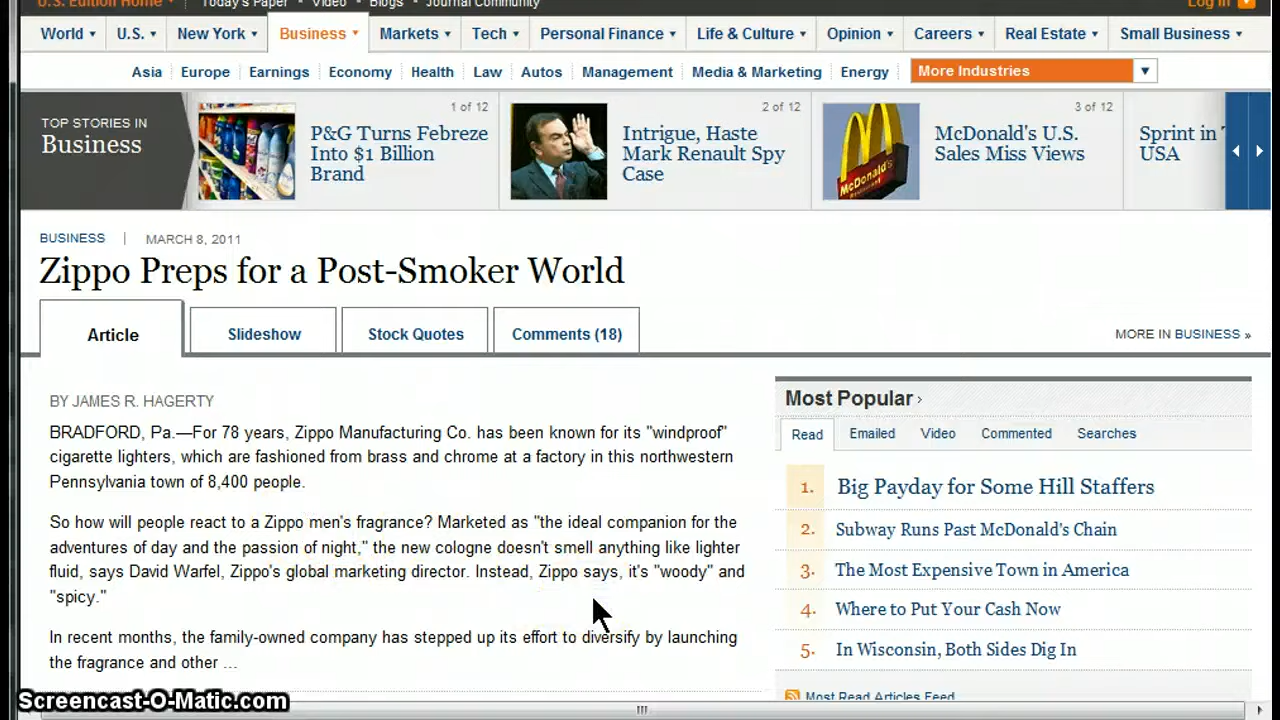 U.S. Edition Home Today's Paper Video Blogs Journal Community Log In
World U.S. New York Business Markets Tech Personal Finance Life & Culture Opinion Careers Real Estate Small Business
Asia Europe Earnings Economy Health Law Autos Management Media & Marketing Energy More Industries
TOP STORIES IN
Business
1 of 12
P&G Turns Febreze
Into $1 Billion
Brand
2 of 12
Intrigue, Haste
Mark Renault Spy
Case
McDonald's
3 of 12
McDonald's U.S.
Sales Miss Views
Sprint in
USA
BUSINESS | MARCH 8, 2011
Zippo Preps for a Post-Smoker World
Article Slideshow Stock Quotes Comments (18) MORE IN BUSINESS »
BY JAMES R. HAGERTY
BRADFORD, Pa.—For 78 years, Zippo Manufacturing Co. has been known for its "windproof"
cigarette lighters, which are fashioned from brass and chrome at a factory in this northwestern
Pennsylvania town of 8,400 people.
So how will people react to a Zippo men's fragrance? Marketed as "the ideal companion for the
adventures of day and the passion of night," the new cologne doesn't smell anything like lighter
fluid, says David Warfel, Zippo's global marketing director. Instead, Zippo says, it's "woody" and
"spicy."
In recent months, the family-owned company has stepped up its effort to diversify by launching
the fragrance and other ...
Most Popular ›
Read Emailed Video Commented Searches
1. Big Payday for Some Hill Staffers
2. Subway Runs Past McDonald's Chain
3. The Most Expensive Town in America
4. Where to Put Your Cash Now
5. In Wisconsin, Both Sides Dig In
Most Read Articles Feed
Screencast-O-Matic.com